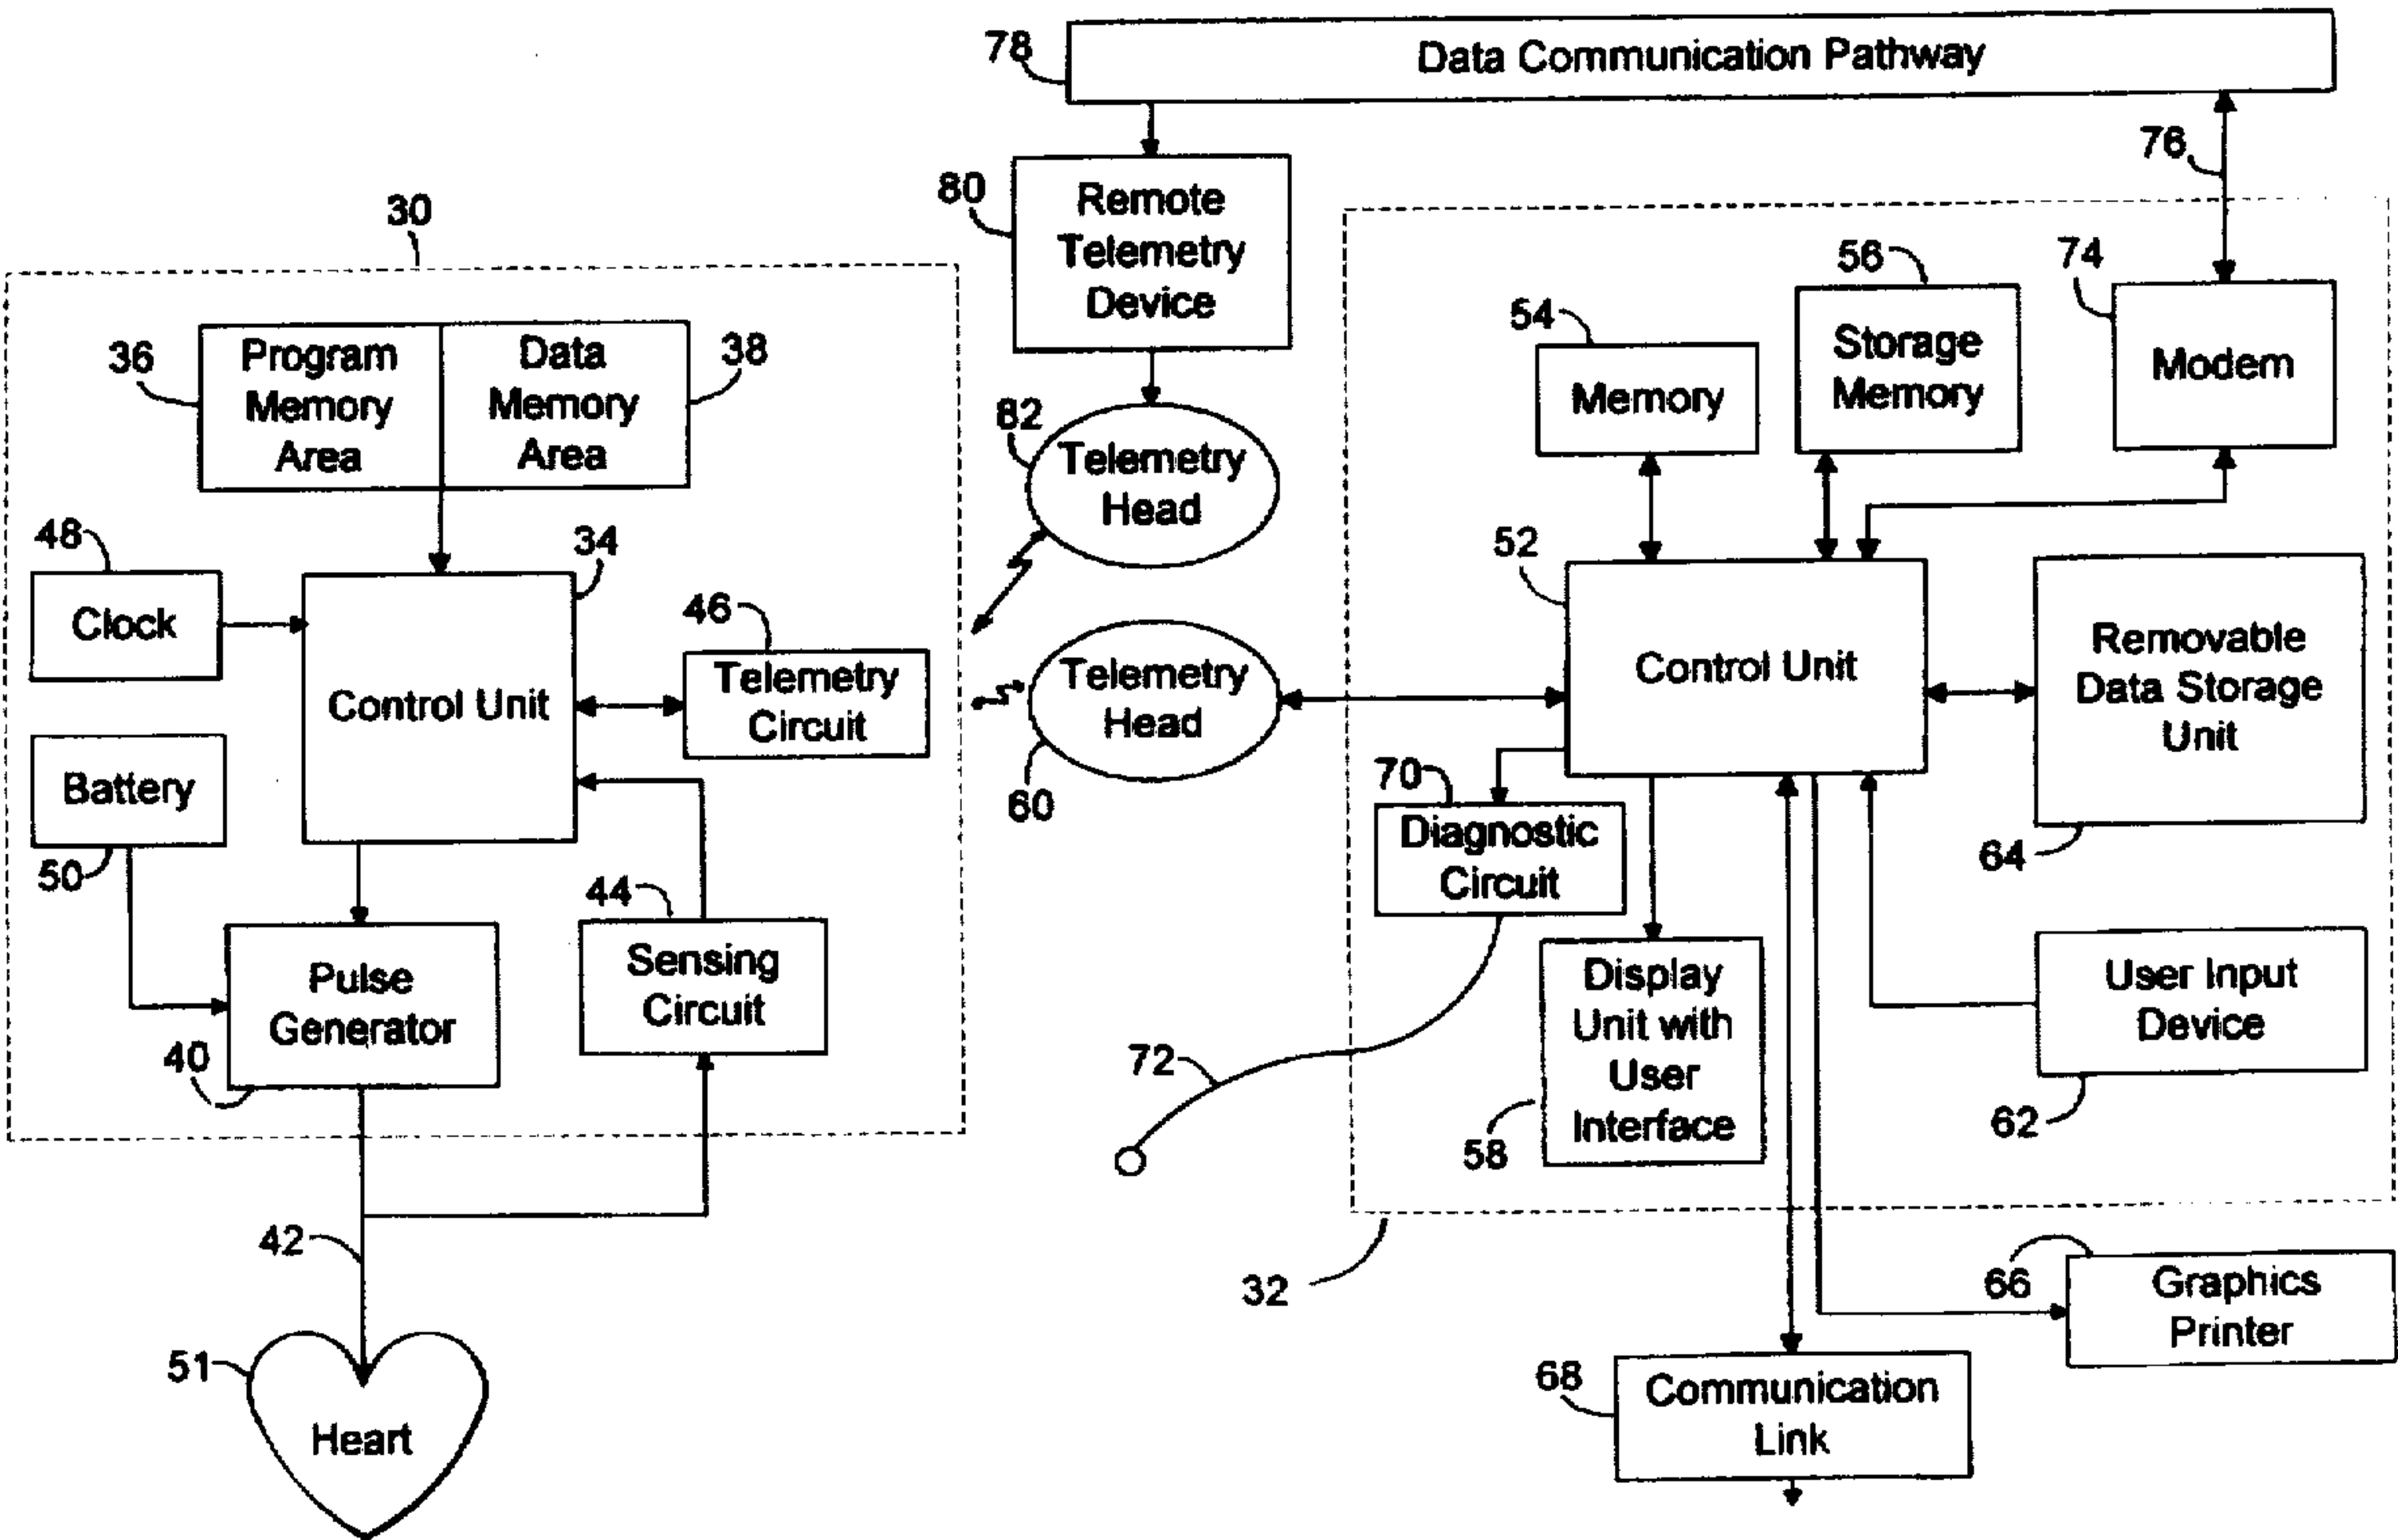 78
Data Communication Pathway
76
80
Remote
Telemetry
Device
30
36
Program
Memory
Area
Data
Memory
Area
38
82
Telemetry
Head
54
Memory
56
Storage
Memory
74
Modem
48
Clock
34
Control Unit
46
Telemetry
Circuit
Telemetry
Head
60
52
Control Unit
Removable
Data Storage
Unit
64
Battery
50
70
Diagnostic
Circuit
44
Sensing
Circuit
Pulse
Generator
40
72
Display
Unit with
User
Interface
58
User Input
Device
62
42
32
66
Graphics
Printer
51
Heart
68
Communication
Link